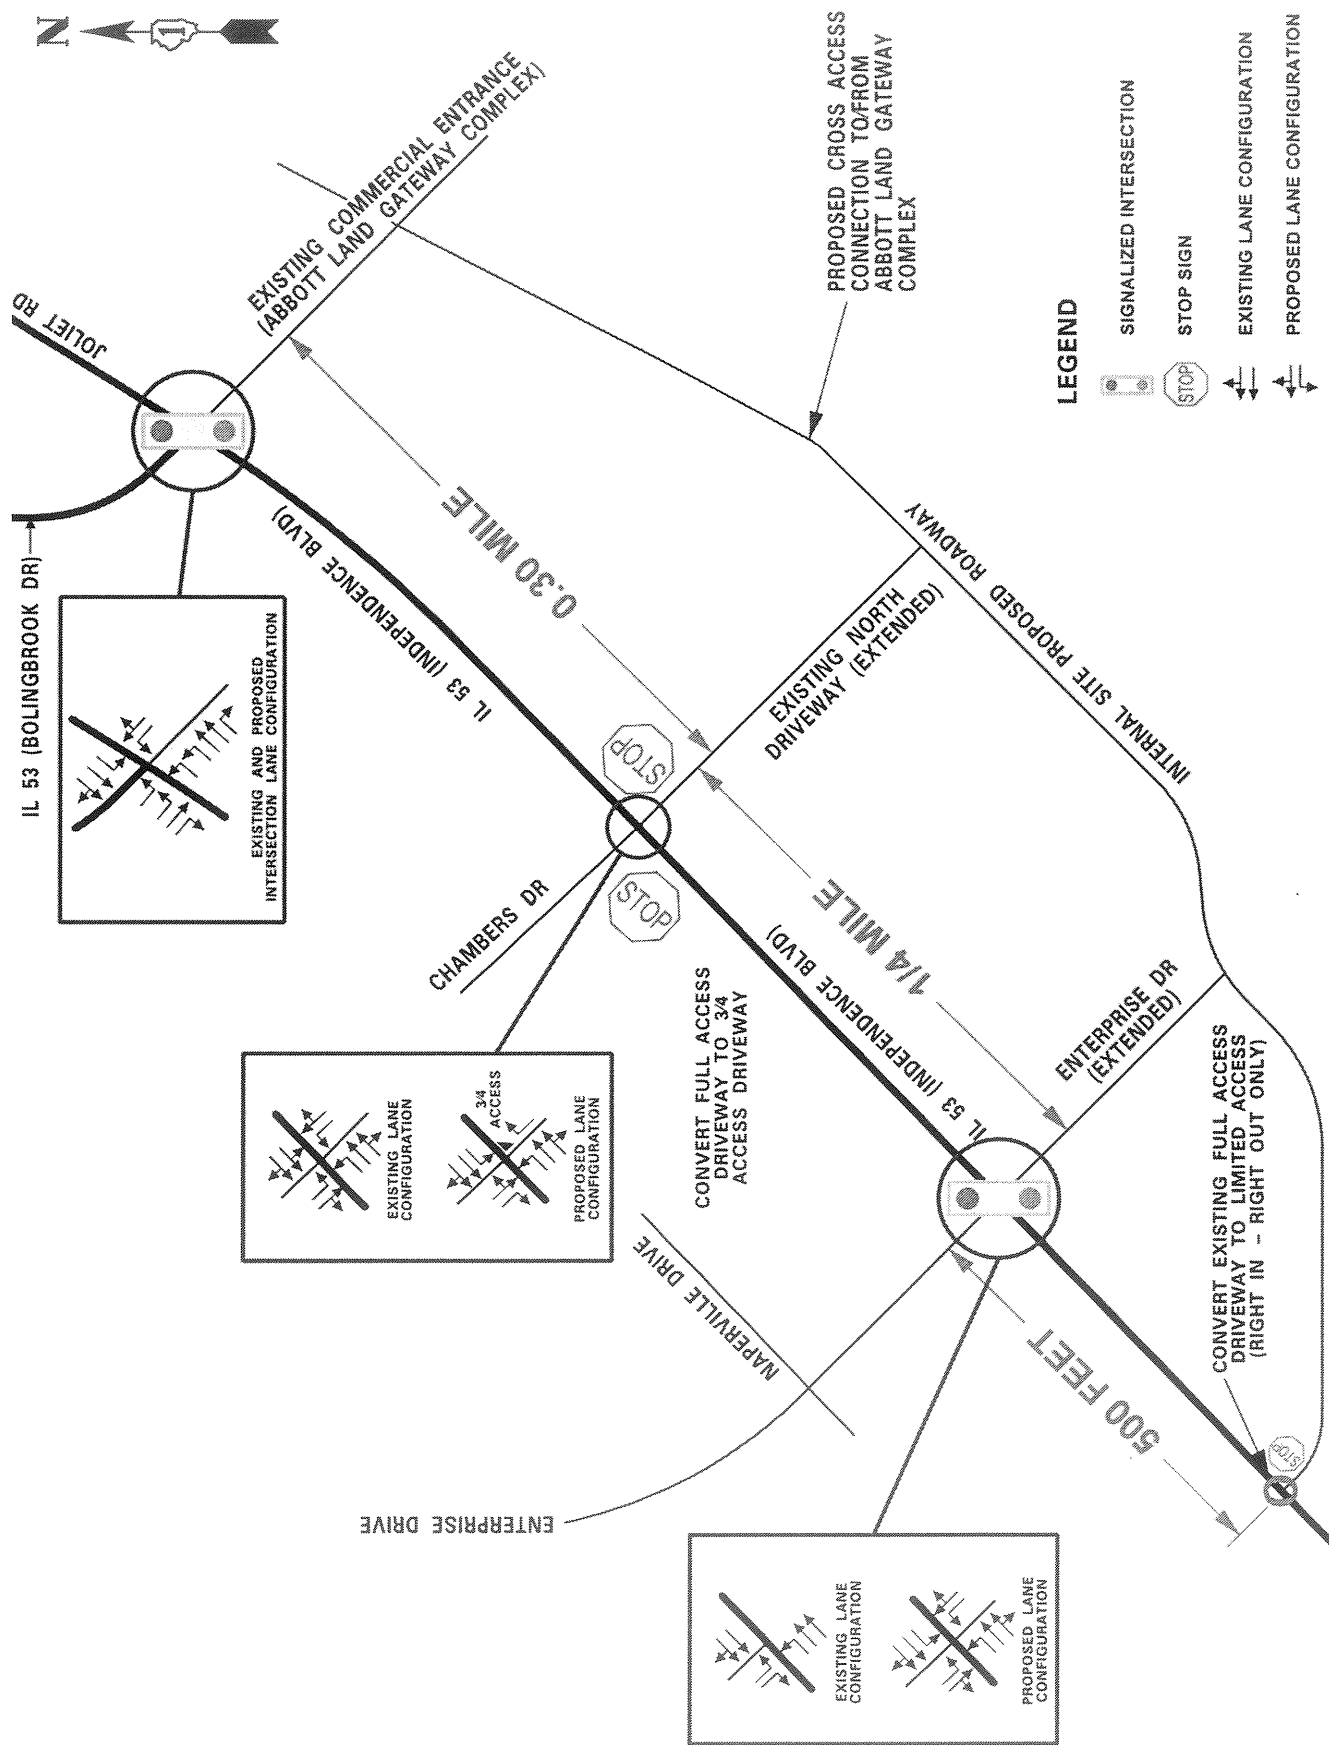 N
1
JOLIET RD
IL 53 (BOLINGBROOK DR)
EXISTING COMMERCIAL ENTRANCE
(ABBOTT LAND GATEWAY COMPLEX)
EXISTING AND PROPOSED
INTERSECTION LANE CONFIGURATION
IL 53 (INDEPENDENCE BLVD)
0.30 MILE
PROPOSED CROSS ACCESS
CONNECTION TO/FROM
ABBOTT LAND GATEWAY
COMPLEX
CHAMBERS DR
STOP
STOP
EXISTING NORTH
DRIVEWAY (EXTENDED)
INTERNAL SITE PROPOSED ROADWAY
EXISTING LANE
CONFIGURATION
3/4
ACCESS
PROPOSED LANE
CONFIGURATION
CONVERT FULL ACCESS
DRIVEWAY TO 3/4
ACCESS DRIVEWAY
1/4 MILE
IL 53 (INDEPENDENCE BLVD)
NAPERVILLE DRIVE
ENTERPRISE DR
(EXTENDED)
ENTERPRISE DRIVE
500 FEET
CONVERT EXISTING FULL ACCESS
DRIVEWAY TO LIMITED ACCESS
(RIGHT IN - RIGHT OUT ONLY)
STOP
EXISTING LANE
CONFIGURATION
PROPOSED LANE
CONFIGURATION
LEGEND
SIGNALIZED INTERSECTION
STOP
STOP SIGN
EXISTING LANE CONFIGURATION
PROPOSED LANE CONFIGURATION